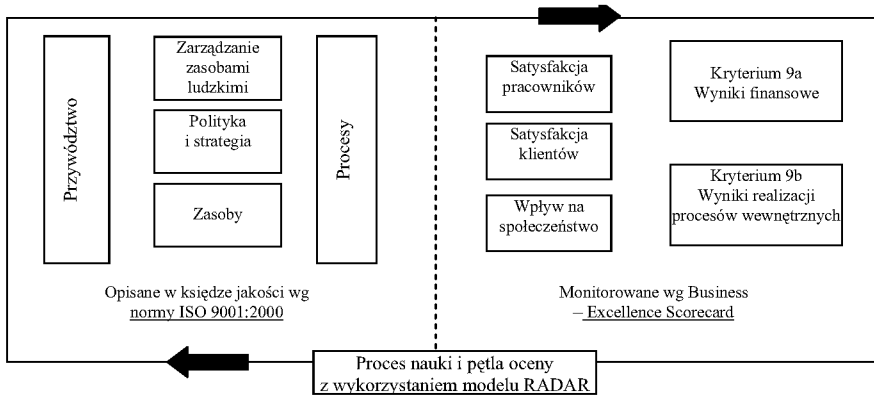 Przywództwo
Zarządzanie
zasobami
ludzkimi
Polityka
i strategia
Zasoby
Procesy
Opisane w księdze jakości wg
normy ISO 9001:2000
Satysfakcja
pracowników
Satysfakcja
klientów
Wpływ na
społeczeństwo
Kryterium 9a
Wyniki finansowe
Kryterium 9b
Wyniki realizacji
procesów wewnętrznych
Monitorowane wg Business
– Excellence Scorecard
Proces nauki i pętla oceny
z wykorzystaniem modelu RADAR